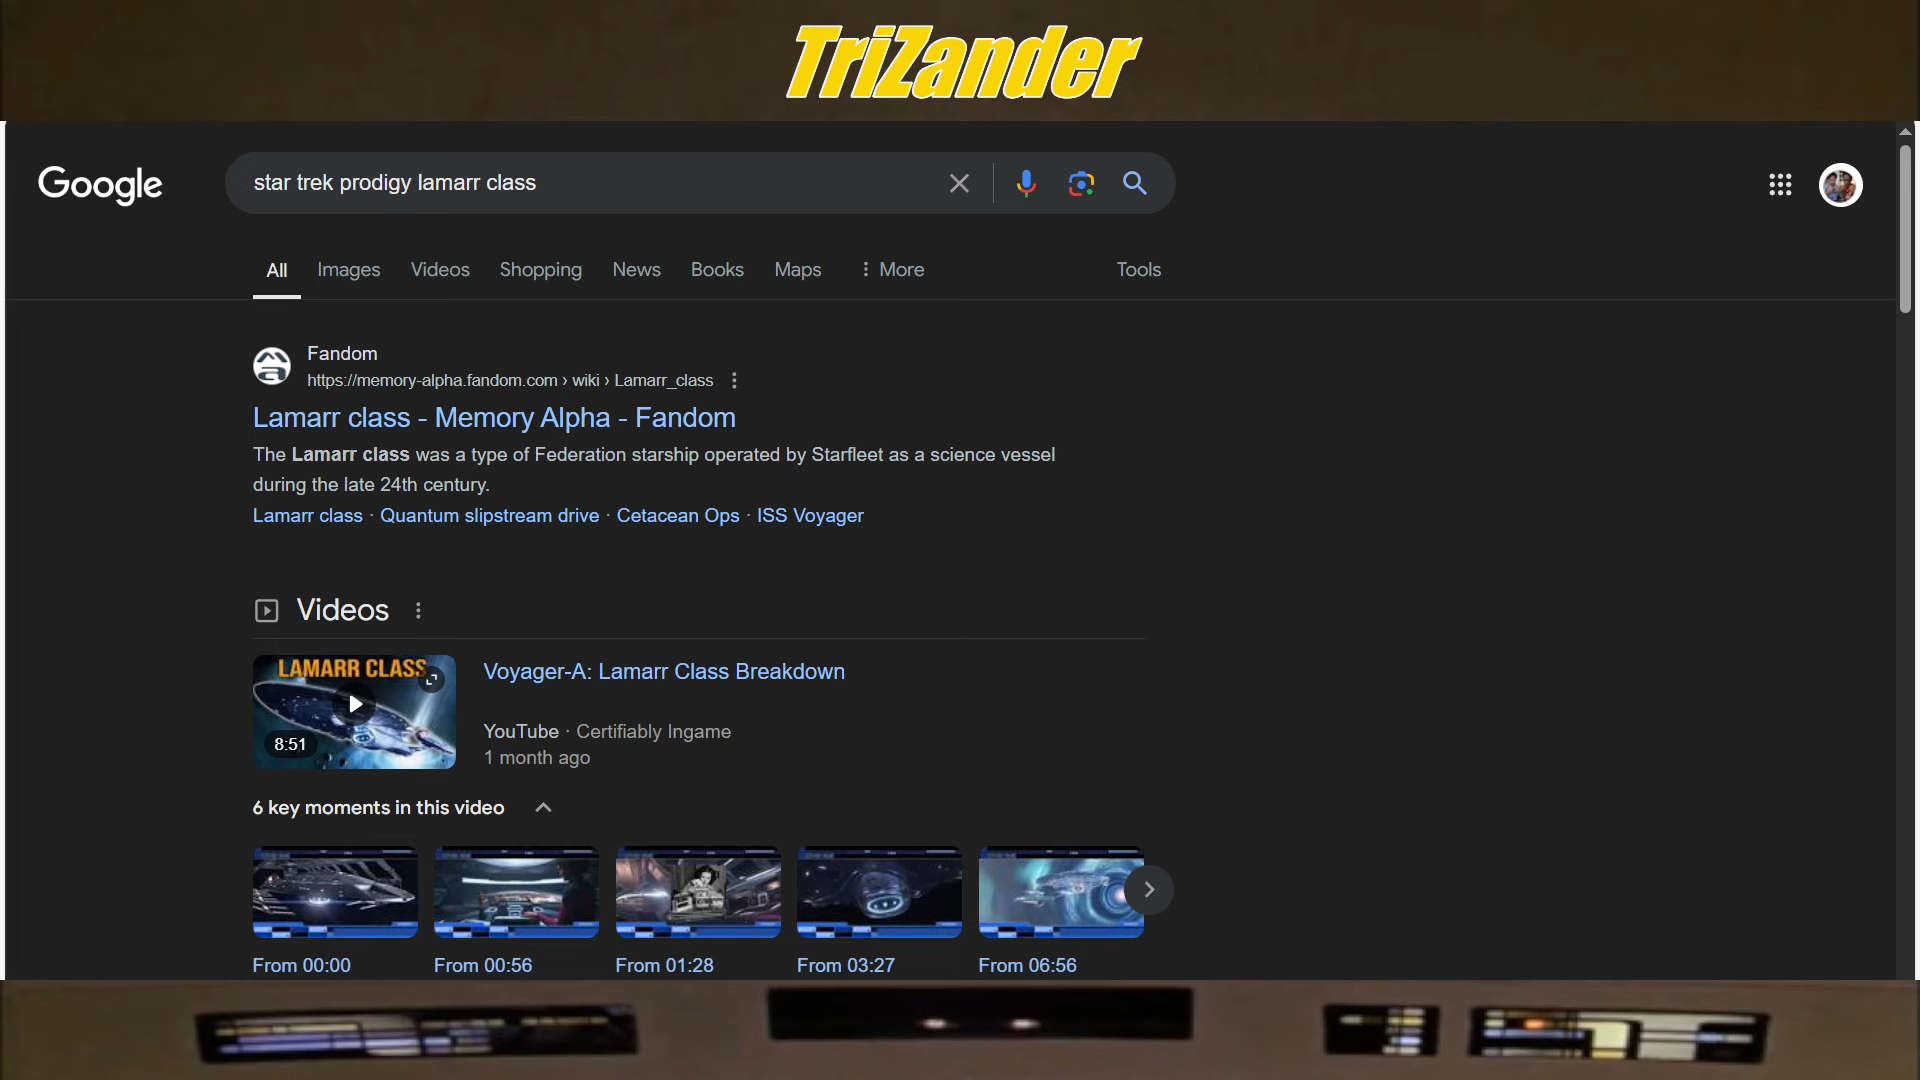 TriZander
Google
star trek prodigy lamarr class
All Images Videos Shopping News Books Maps More Tools
Fandom
https://memory-alpha.fandom.com › wiki › Lamarr_class
Lamarr class - Memory Alpha - Fandom
The Lamarr class was a type of Federation starship operated by Starfleet as a science vessel
during the late 24th century.
Lamarr class · Quantum slipstream drive · Cetacean Ops · ISS Voyager
Videos
LAMARR CLASS
8:51
Voyager-A: Lamarr Class Breakdown
YouTube · Certifiably Ingame
1 month ago
6 key moments in this video
From 00:00 From 00:56 From 01:28 From 03:27 From 06:56